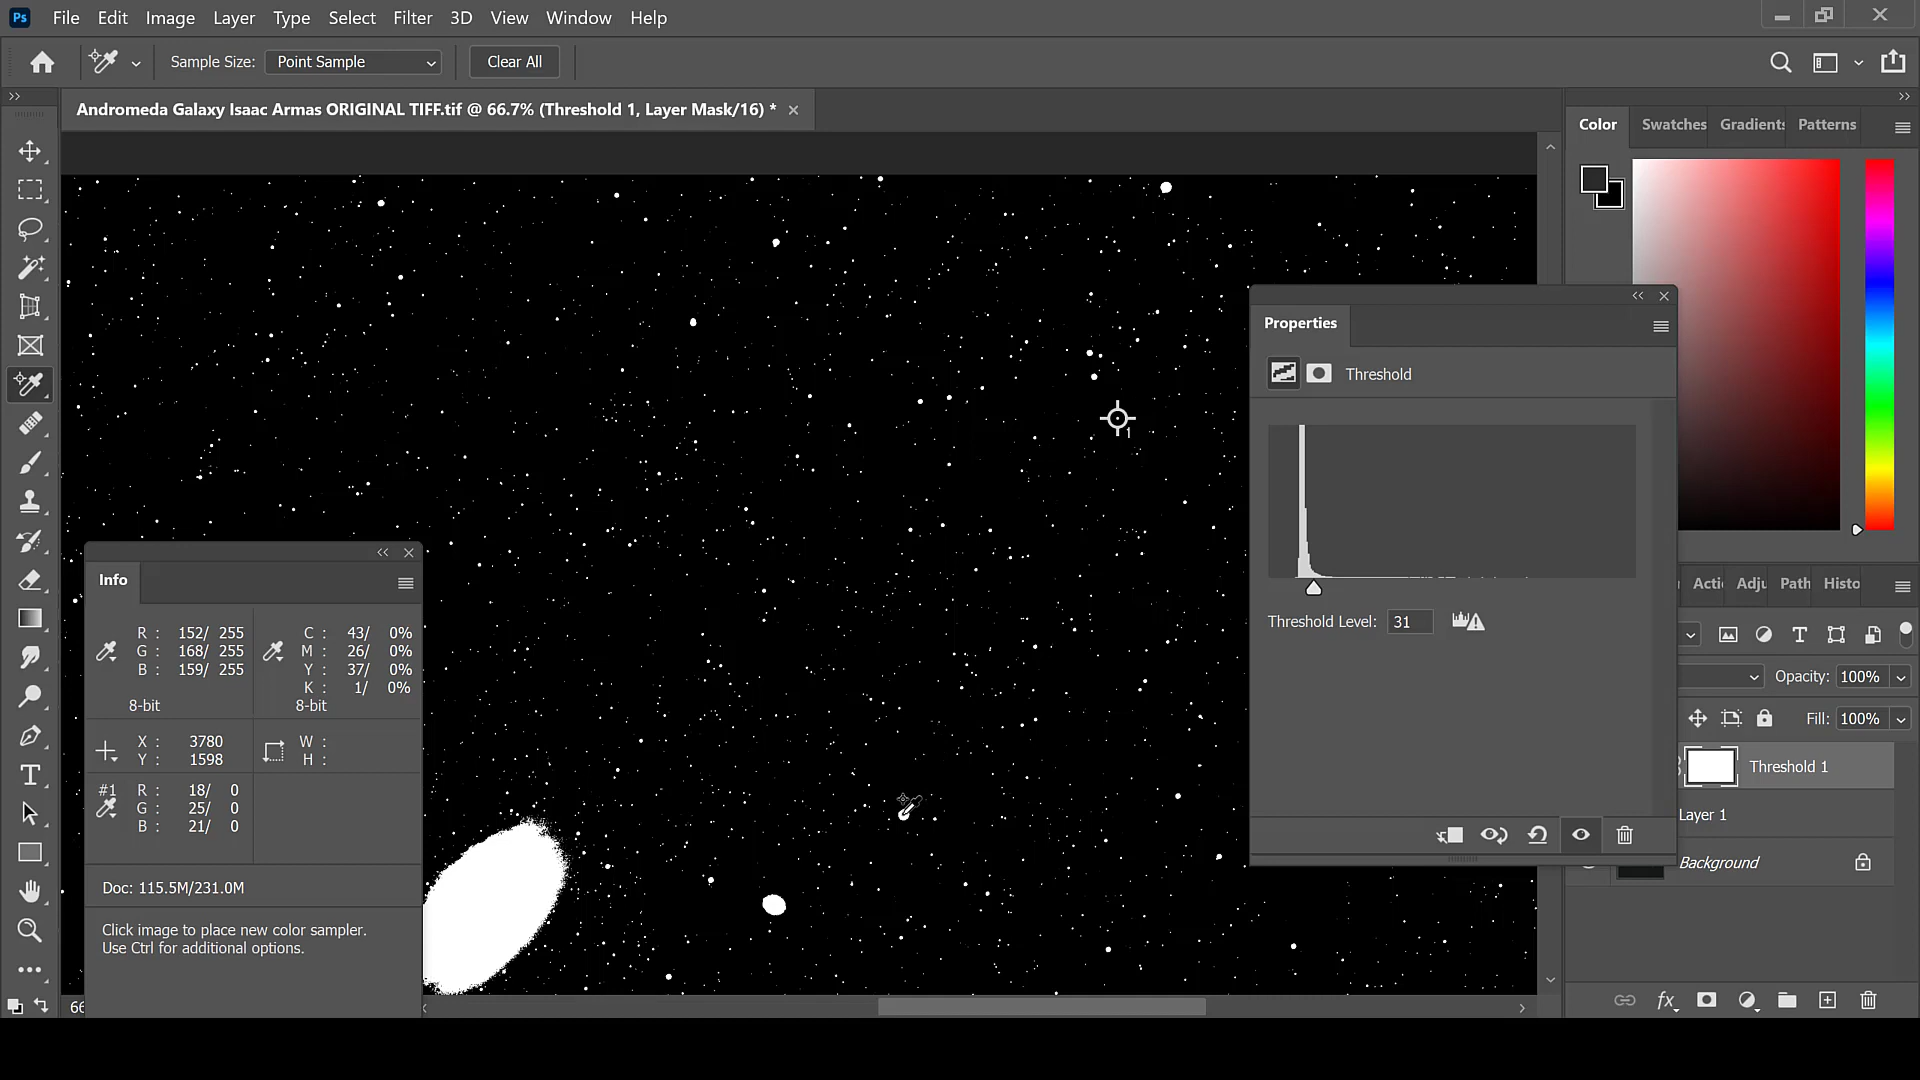 Ps File Edit Image Layer Type Select Filter 3D View Window Help
Sample Size: Point Sample Clear All
Andromeda Galaxy Isaac Armas ORIGINAL TIFF.tif @ 66.7% (Threshold 1, Layer Mask/16) *
Color Swatches Gradients Patterns
1
Properties
Threshold
Threshold Level: 31
Info
R : 152/ 255 C : 43/ 0%
G : 168/ 255 M : 26/ 0%
B : 159/ 255 Y : 37/ 0%
K : 1/ 0%
8-bit 8-bit
X : 3780 W :
Y : 1598 H :
#1 R : 18/ 0
G : 25/ 0
B : 21/ 0
Doc: 115.5M/231.0M
Click image to place new color sampler.
Use Ctrl for additional options.
Acti Adju Path Histo
Opacity: 100%
Fill: 100%
Threshold 1
Layer 1
Background
fx
66